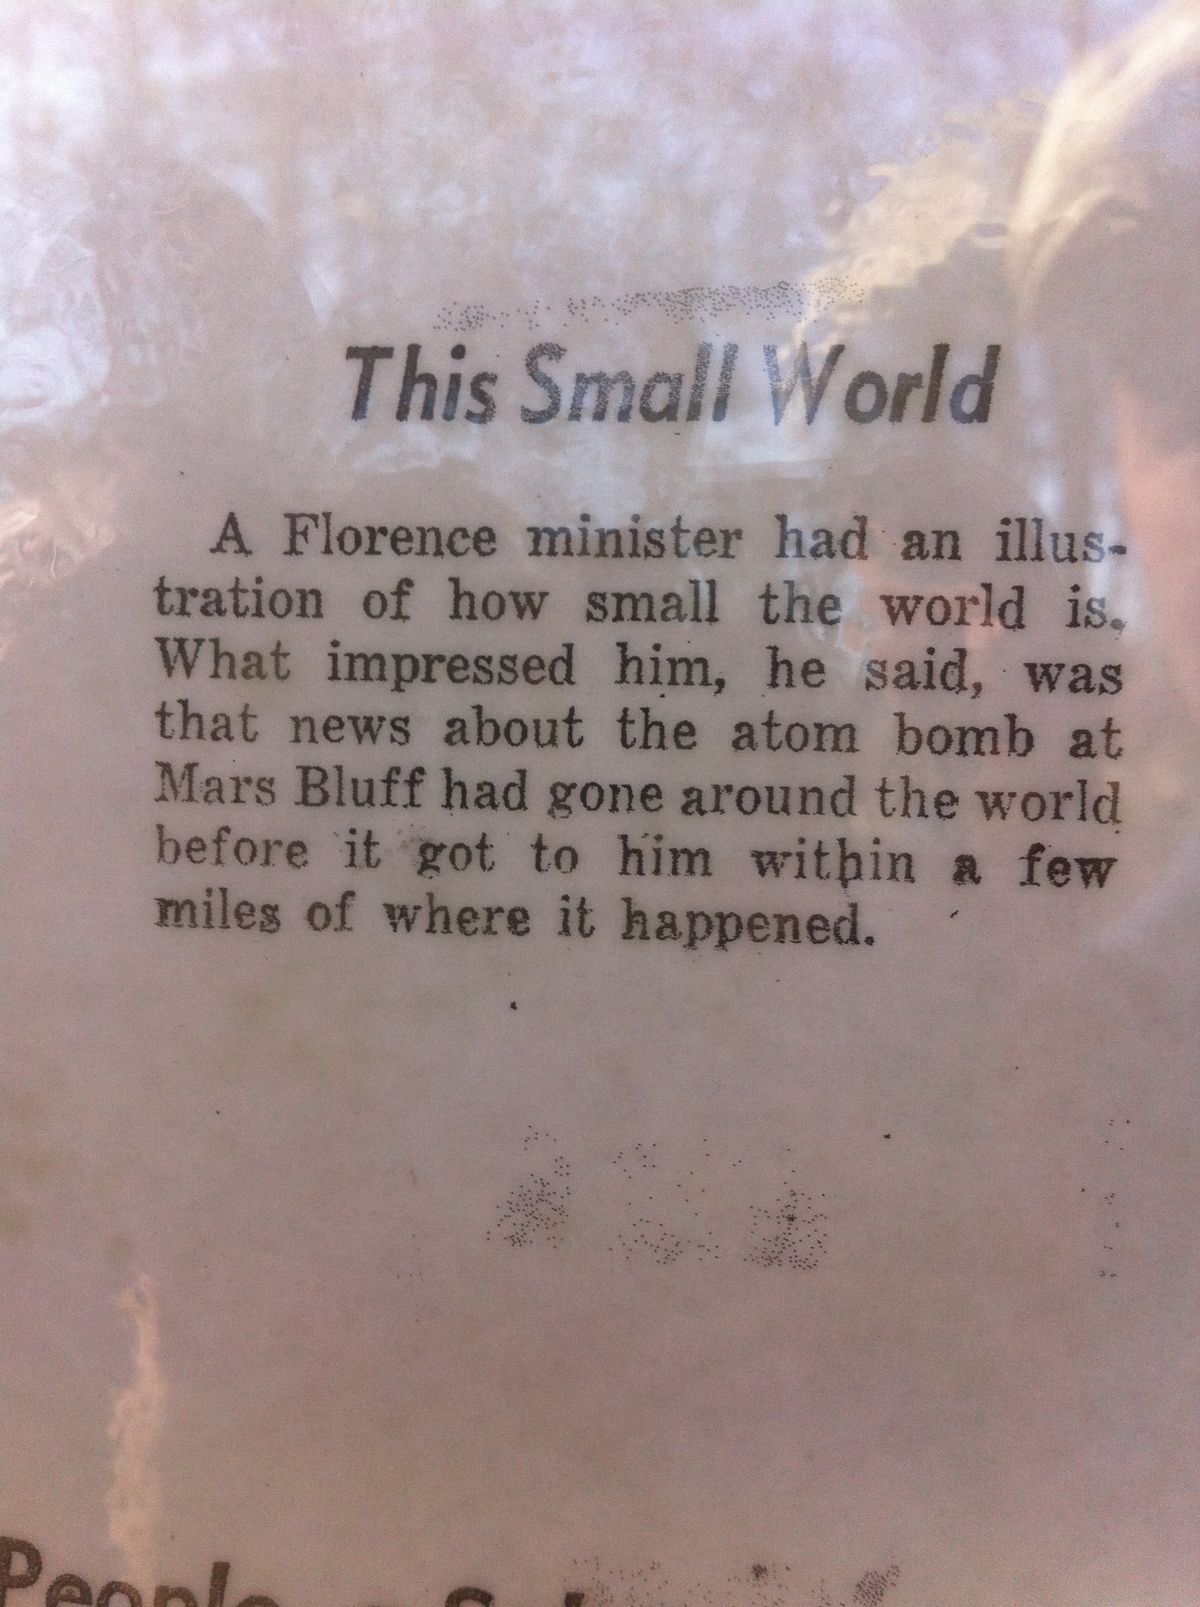 This Small World
A Florence minister had an illus-
tration of how small the world is.
What impressed him, he said, was
that news about the atom bomb at
Mars Bluff had gone around the world
before it got to him within a few
miles of where it happened.
People